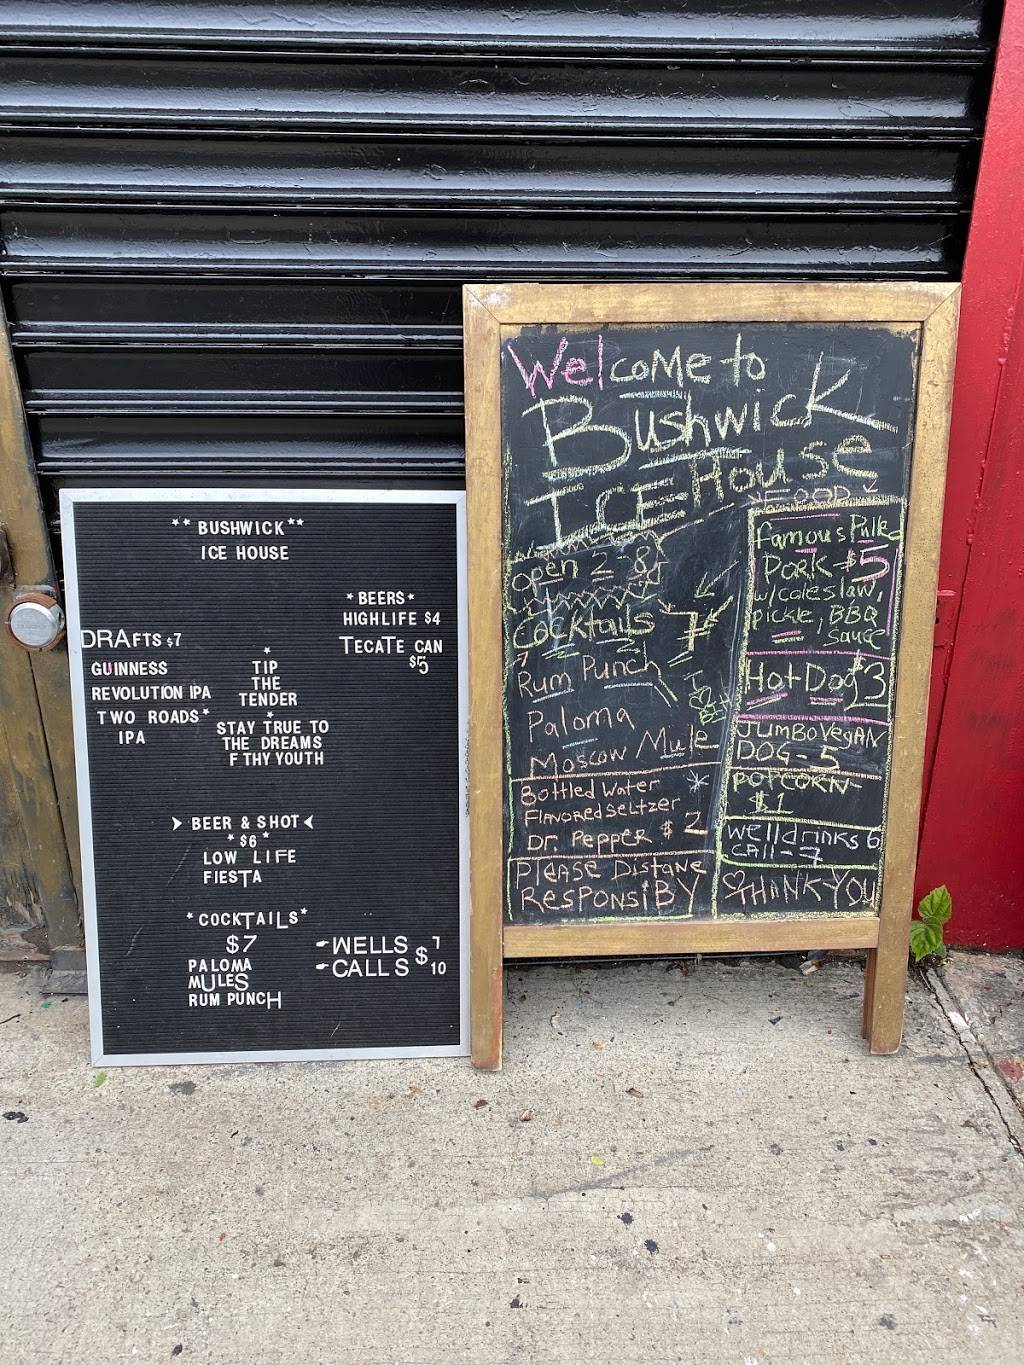 ** BUSHWICK **
ICE HOUSE
* BEERS *
HIGHLIFE $4
TECATE CAN
$5
DRAFTS $7
GUINNESS
REVOLUTION IPA
TWO ROADS*
IPA
*
TIP
THE
TENDER
*
STAY TRUE TO
THE DREAMS
F THY YOUTH
BEER & SHOT
*$6*
LOW LIFE
FIESTA
*COCKTAILS*
$7
PALOMA
MULES
RUM PUNCH
WELLS $7
CALLS $10
Welcome to
Bushwick
ICE House
open 2-8
Cocktails 7
Rum Punch
Paloma
Moscow Mule
Bottled Water *
Flavored Seltzer
Dr. Pepper $2
PLEASE DISTANE
RESPONSIBY
FOOD
Famous Pulled
Pork $5
w/coleslaw,
pickle, BBQ
Sauce
Hot Dog $3
JUMBO VEGAN
DOG - 5
POPCORN-
$1
well drinks 6
CALL - 7
THINK YOU